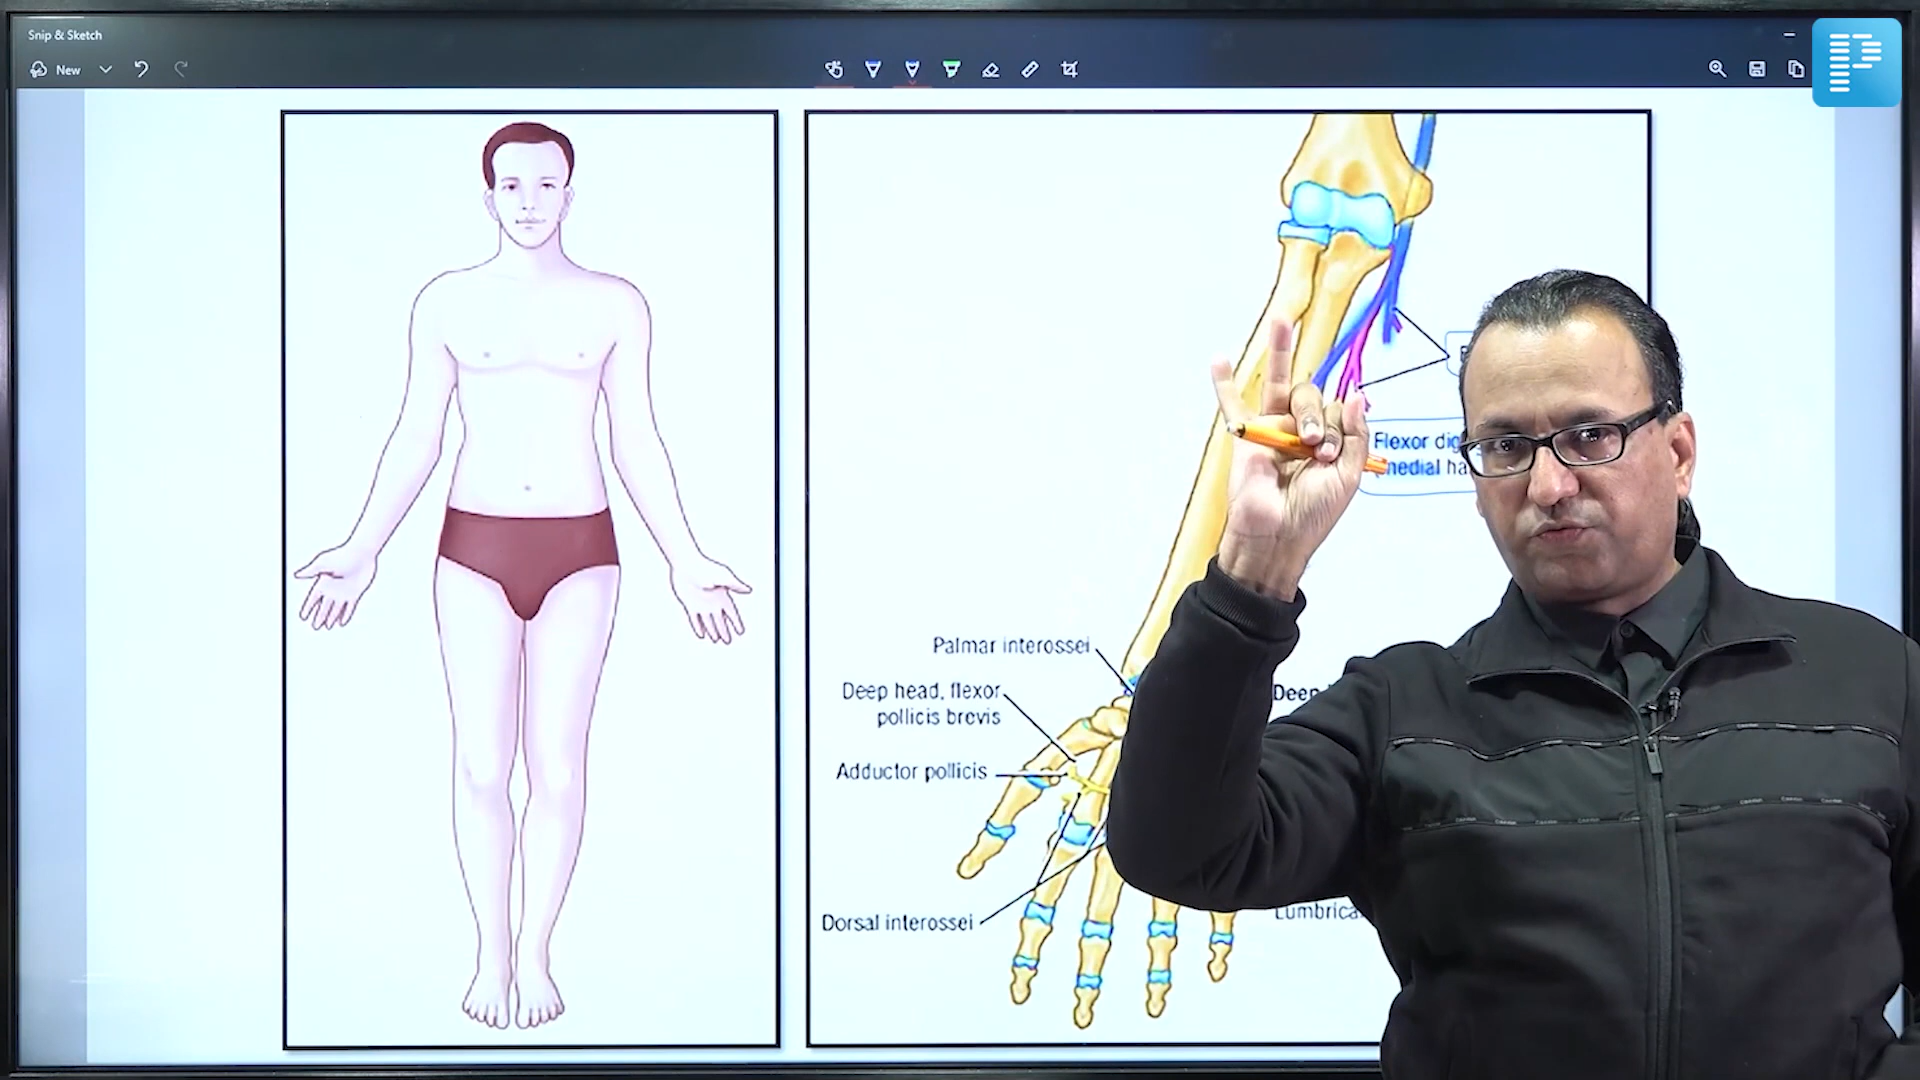 Snip & Sketch
New
Flexor dig
medial ha
Palmar interossei
Deep head, flexor
pollicis brevis
Deep
Adductor pollicis
Dorsal interossei
Lumbrica